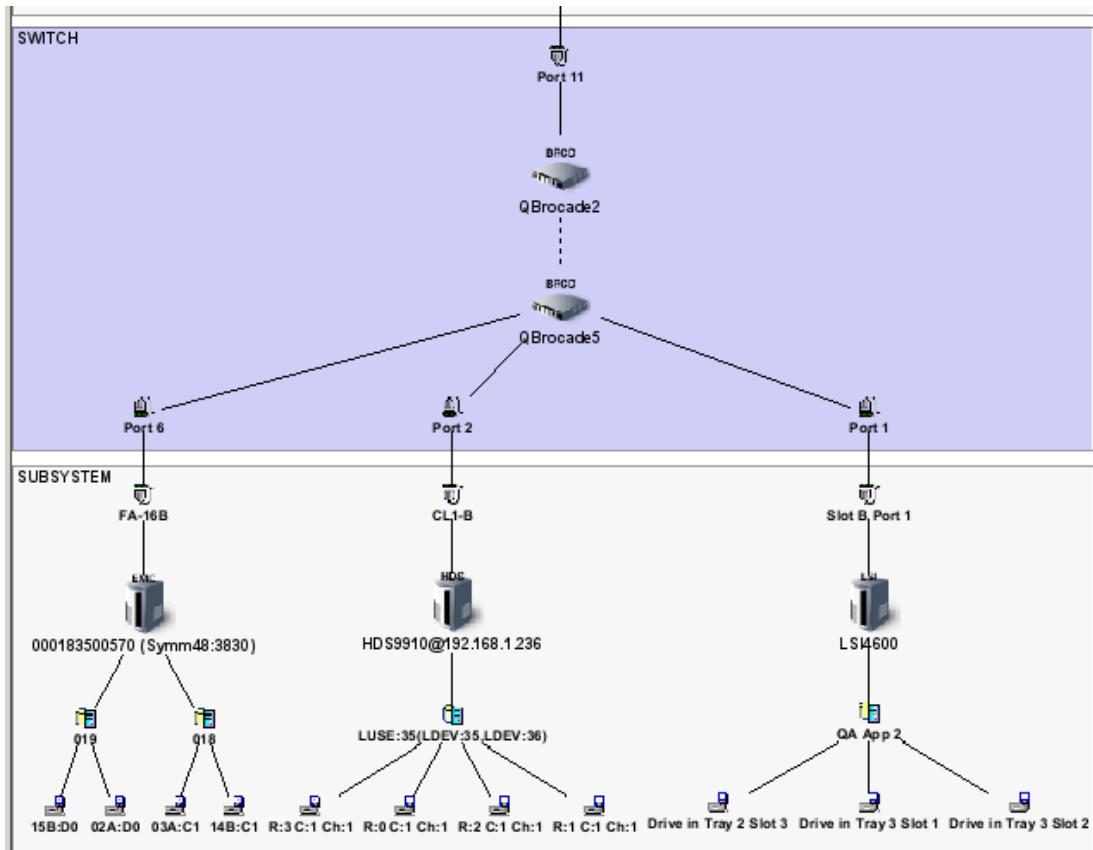 SWITCH
Port 11
BRCD
QBrocade2
BRCD
QBrocade5
Port 6 Port 2 Port 1
SUBSYSTEM
FA-16B CL1-B Slot B, Port 1
EMC HDS LSI
000183500570 (Symm48:3830) HDS9910@192.168.1.236 LSI4600
019 018 LUSE:35(LDEV:35,LDEV:36) QA App 2
15B:D0 02A:D0 03A:C1 14B:C1 R:3 C:1 Ch:1 R:0 C:1 Ch:1 R:2 C:1 Ch:1 R:1 C:1 Ch:1 Drive in Tray 2 Slot 3 Drive in Tray 3 Slot 1 Drive in Tray 3 Slot 2